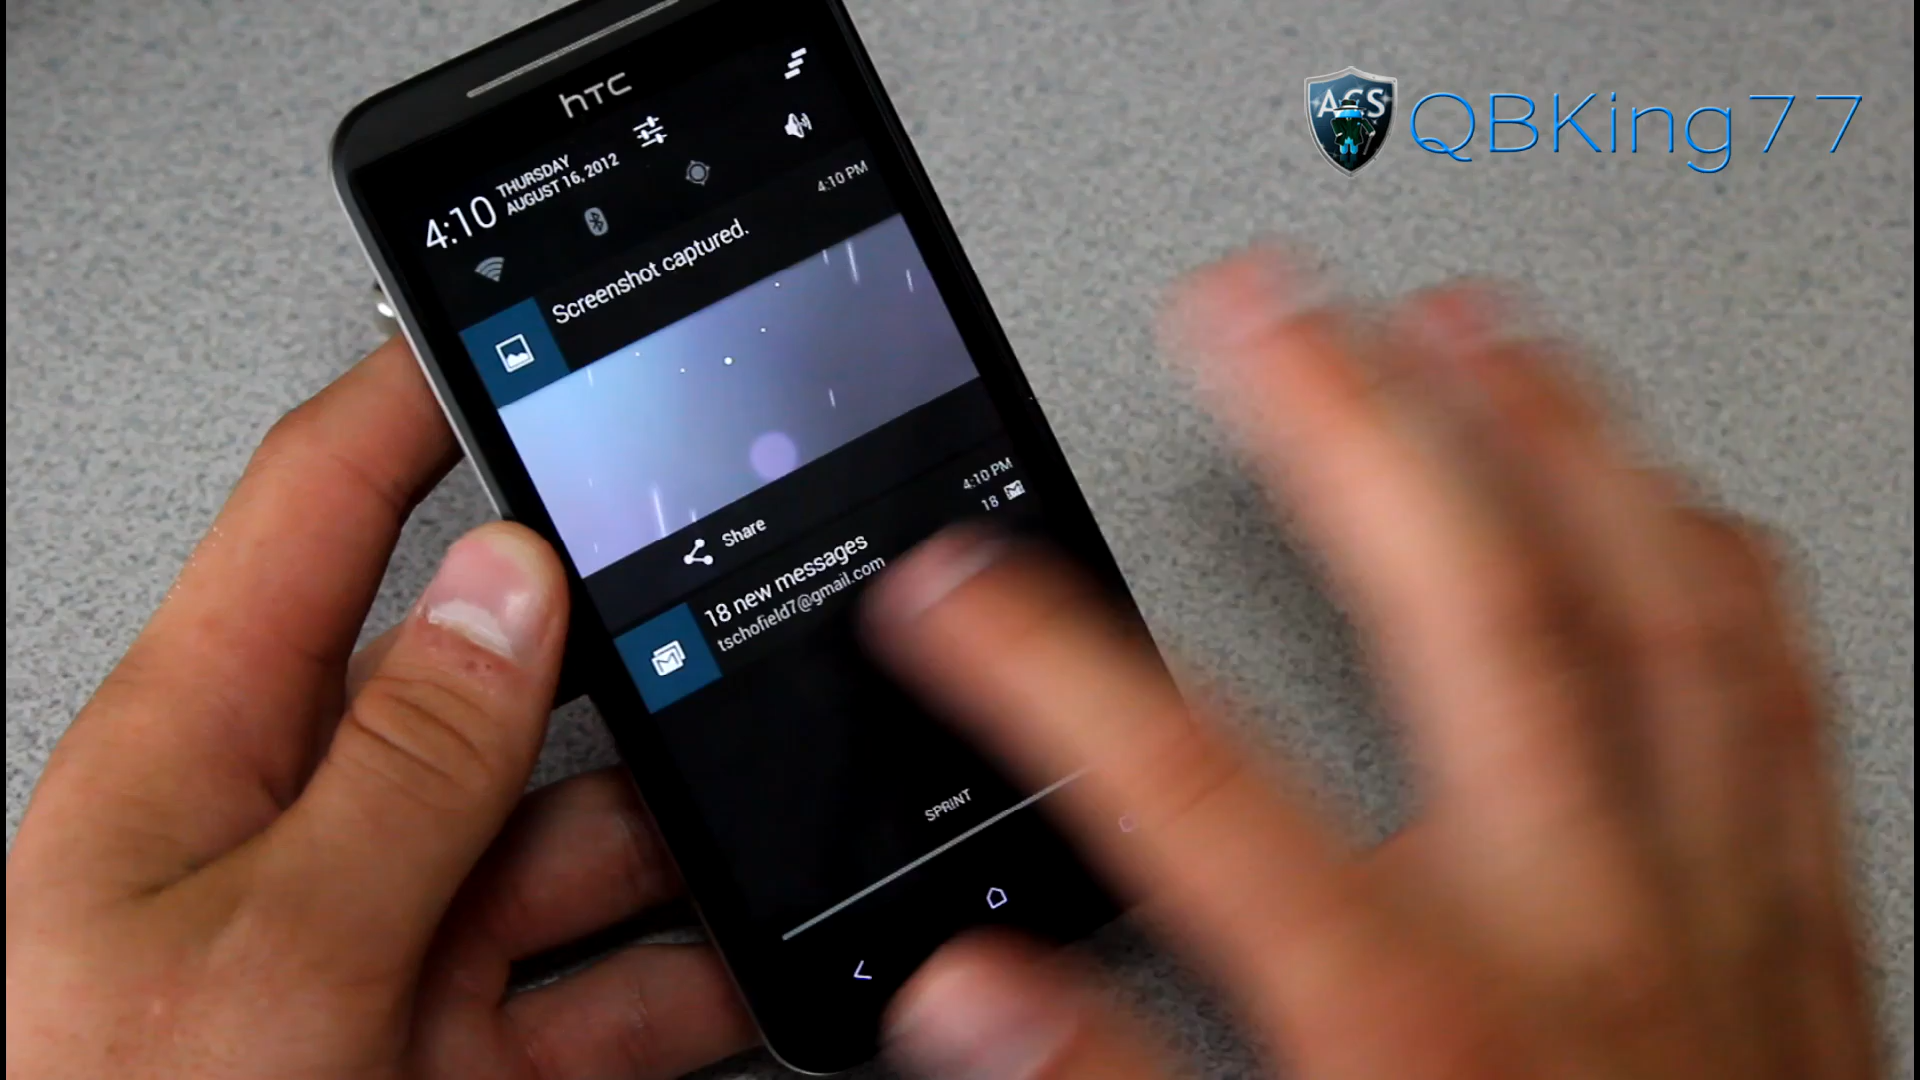 ACS QBKing77
hTC
4:10 THURSDAY
AUGUST 16, 2012
4:10 PM
Screenshot captured.
Share
4:10 PM
18 new messages
18
tschofield7@gmail.com
SPRINT